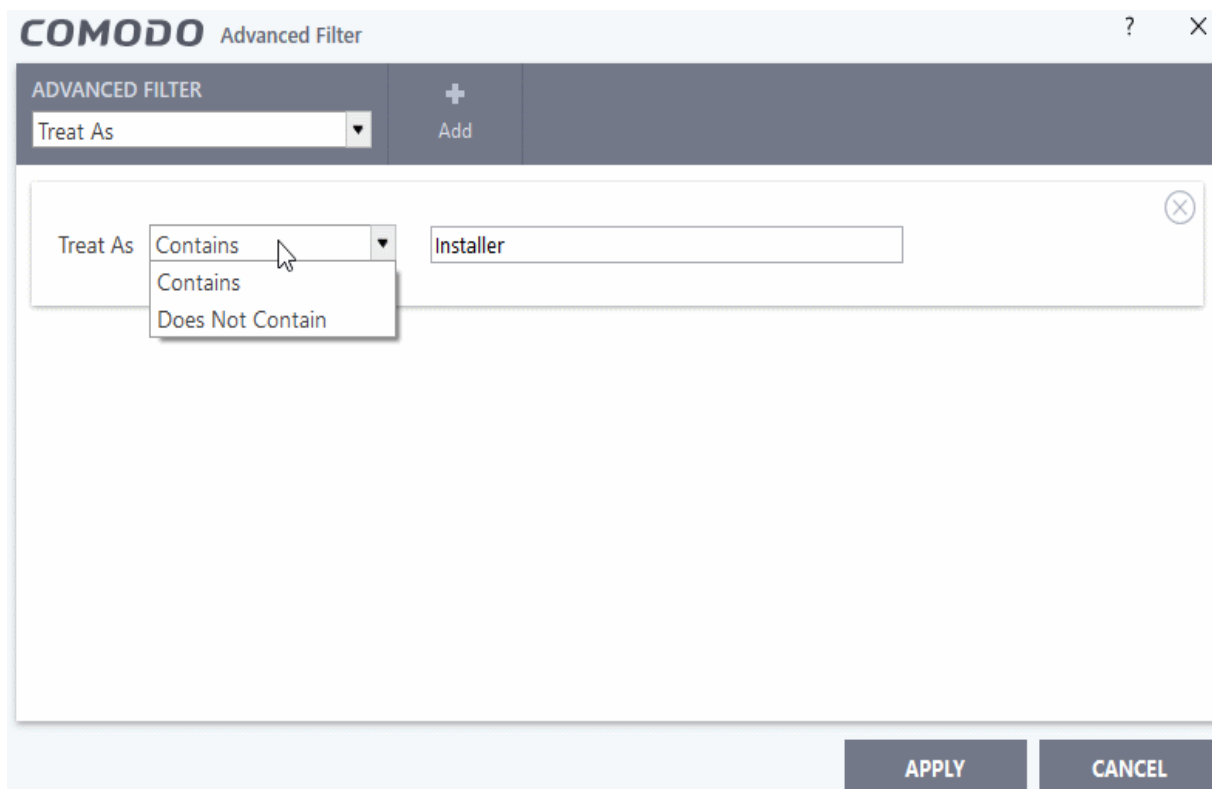 COMODO Advanced Filter ?
ADVANCED FILTER
Treat As
Add
Treat As Contains Installer
Contains
Does Not Contain
APPLY CANCEL